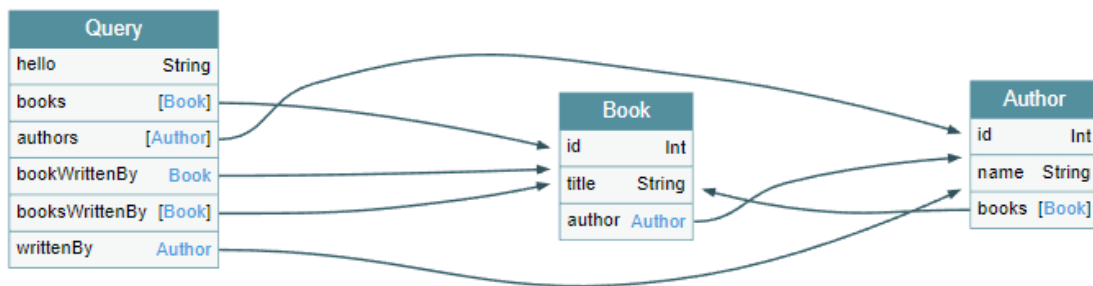 Query
hello String
books [Book]
authors [Author]
bookWrittenBy Book
booksWrittenBy [Book]
writtenBy Author
Book
id Int
title String
author Author
Author
id Int
name String
books [Book]